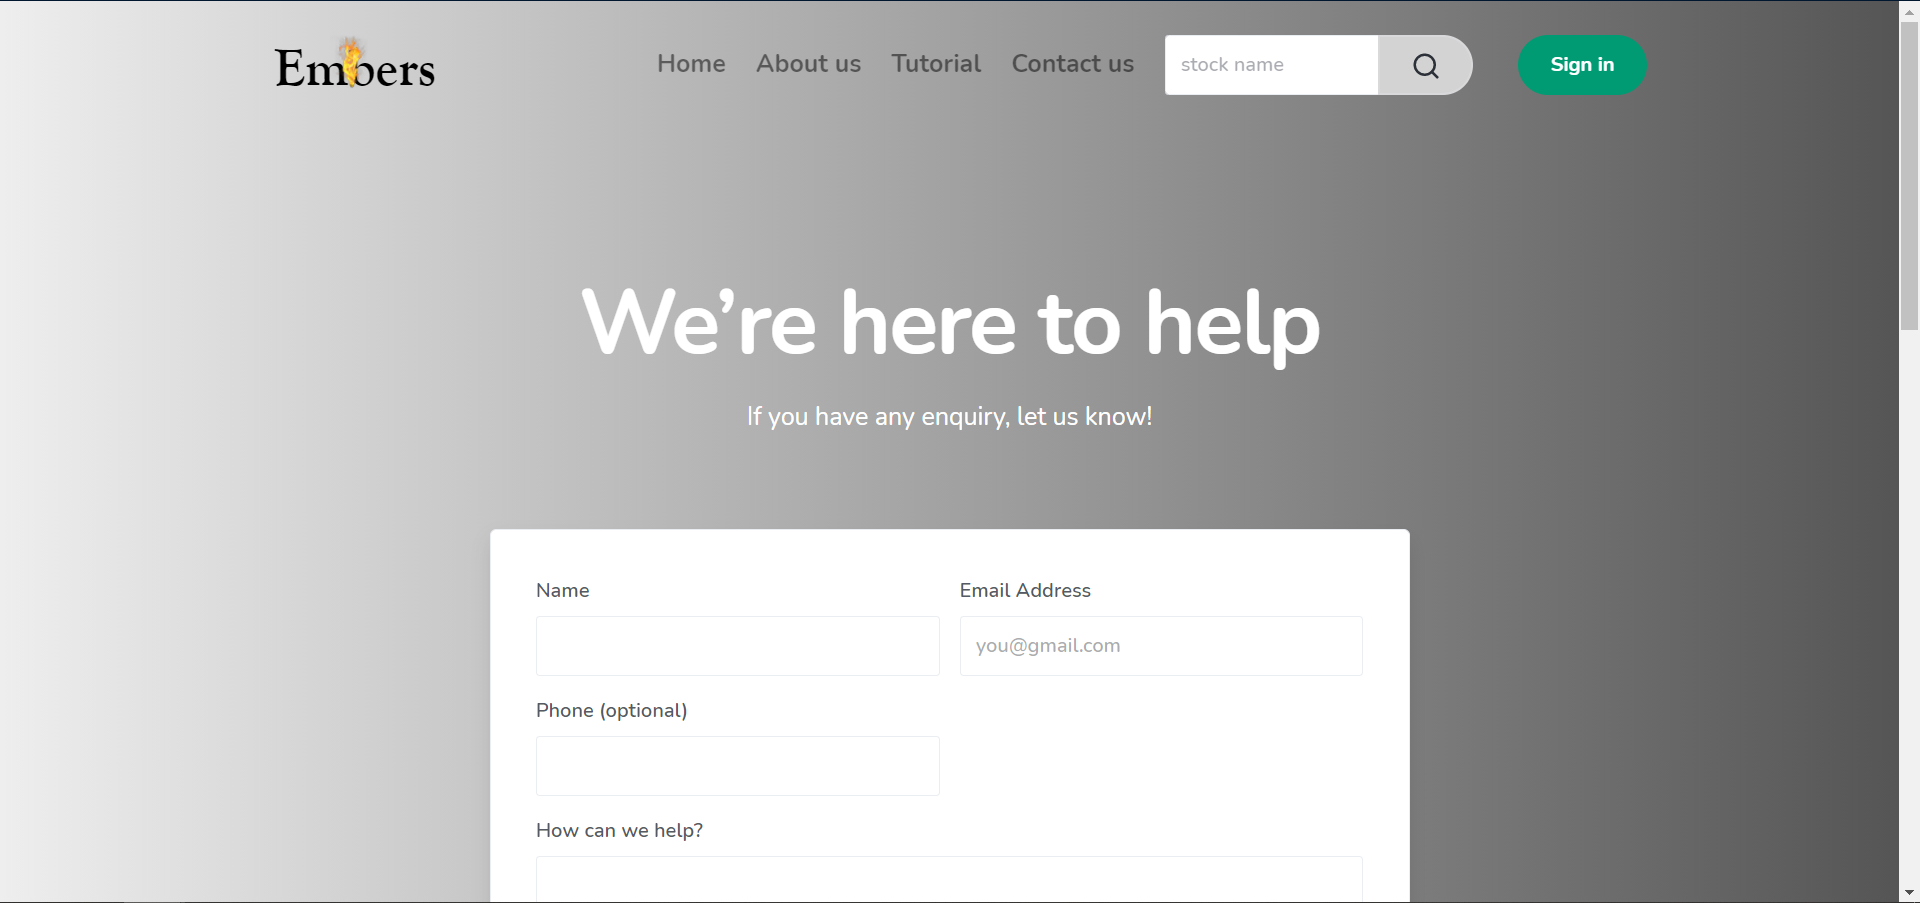 Embers
Home About us Tutorial Contact us stock name Sign in
We’re here to help
If you have any enquiry, let us know!
Name Email Address
you@gmail.com
Phone (optional)
How can we help?